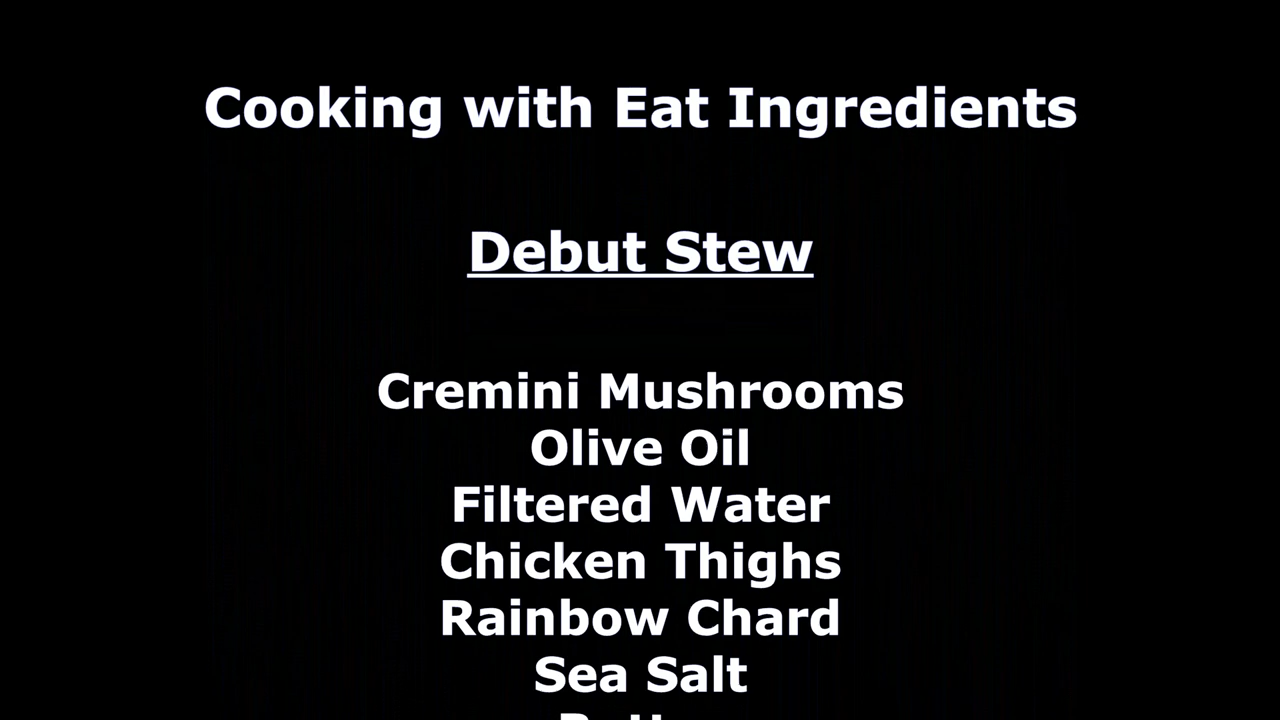 Cooking with Eat Ingredients
Debut Stew
Cremini Mushrooms
Olive Oil
Filtered Water
Chicken Thighs
Rainbow Chard
Sea Salt